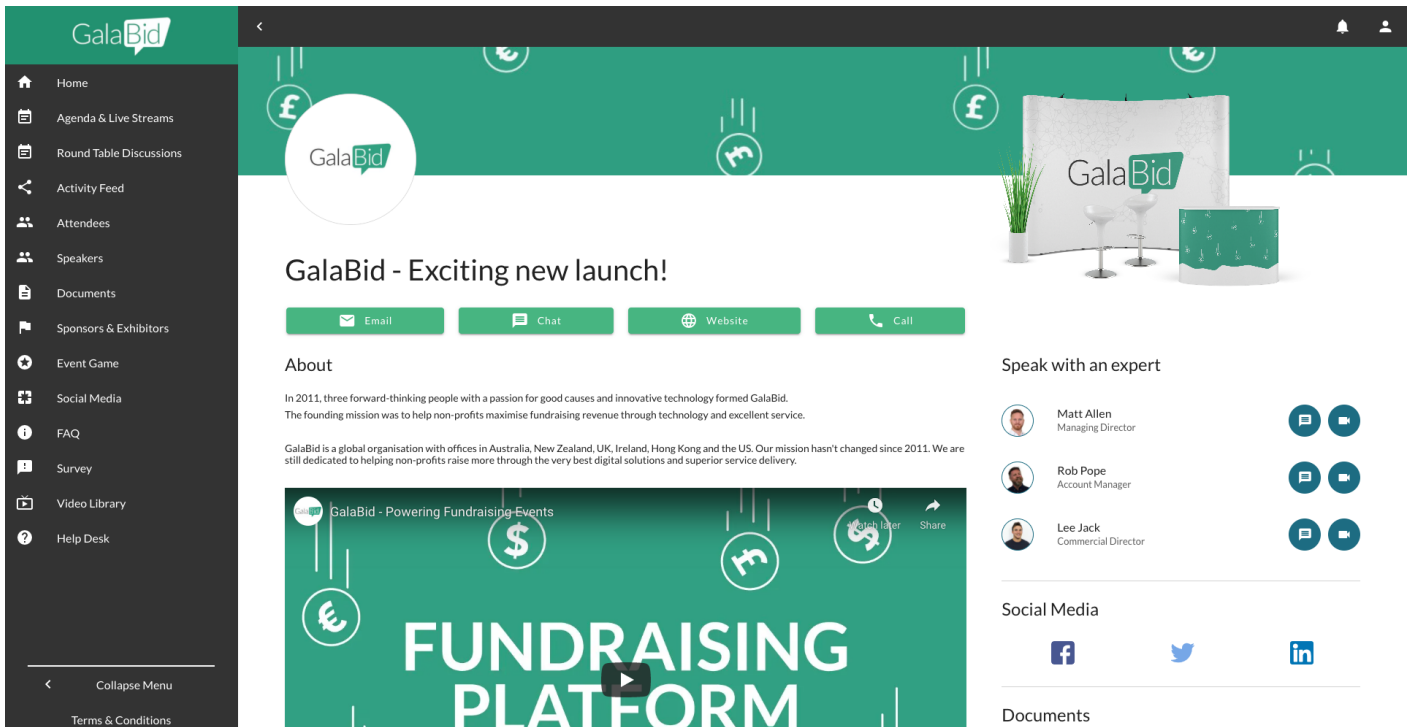 GalaBid
Home
Agenda & Live Streams
Round Table Discussions
Activity Feed
Attendees
Speakers
Documents
Sponsors & Exhibitors
Event Game
Social Media
FAQ
Survey
Video Library
Help Desk
Collapse Menu
Terms & Conditions
GalaBid
GalaBid
GalaBid - Exciting new launch!
Email
Chat
Website
Call
About
In 2011, three forward-thinking people with a passion for good causes and innovative technology formed GalaBid.
The founding mission was to help non-profits maximise fundraising revenue through technology and excellent service.
GalaBid is a global organisation with offices in Australia, New Zealand, UK, Ireland, Hong Kong and the US. Our mission hasn't changed since 2011. We are
still dedicated to helping non-profits raise more through the very best digital solutions and superior service delivery.
GalaBid
GalaBid - Powering Fundraising Events
Watch later
Share
FUNDRAISING
PLATFORM
Speak with an expert
Matt Allen
Managing Director
Rob Pope
Account Manager
Lee Jack
Commercial Director
Social Media
Documents